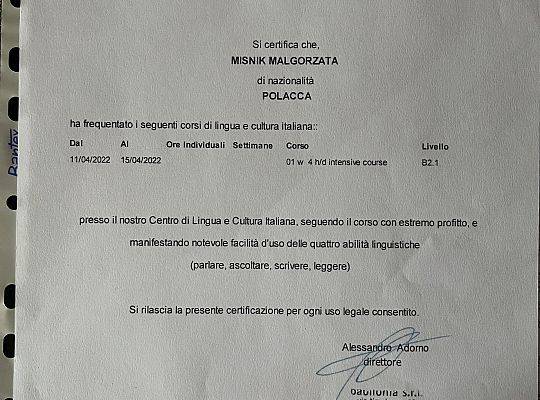 Si certifica che,
MISNIK MALGORZATA
di nazionalità
POLACCA
ha frequentato i seguenti corsi di lingua e cultura italiana::
Dal Al Ore Individuali Settimane Corso Livello
11/04/2022 15/04/2022 01 w 4 h/d intensive course B2.1
presso il nostro Centro di Lingua e Cultura Italiana, seguendo il corso con estremo profitto, e
manifestando notevole facilità d'uso delle quattro abilità linguistiche
(parlare, ascoltare, scrivere, leggere)
Si rilascia la presente certificazione per ogni uso legale consentito.
Alessandro Adorno
direttore
s.r.l.
Bantex